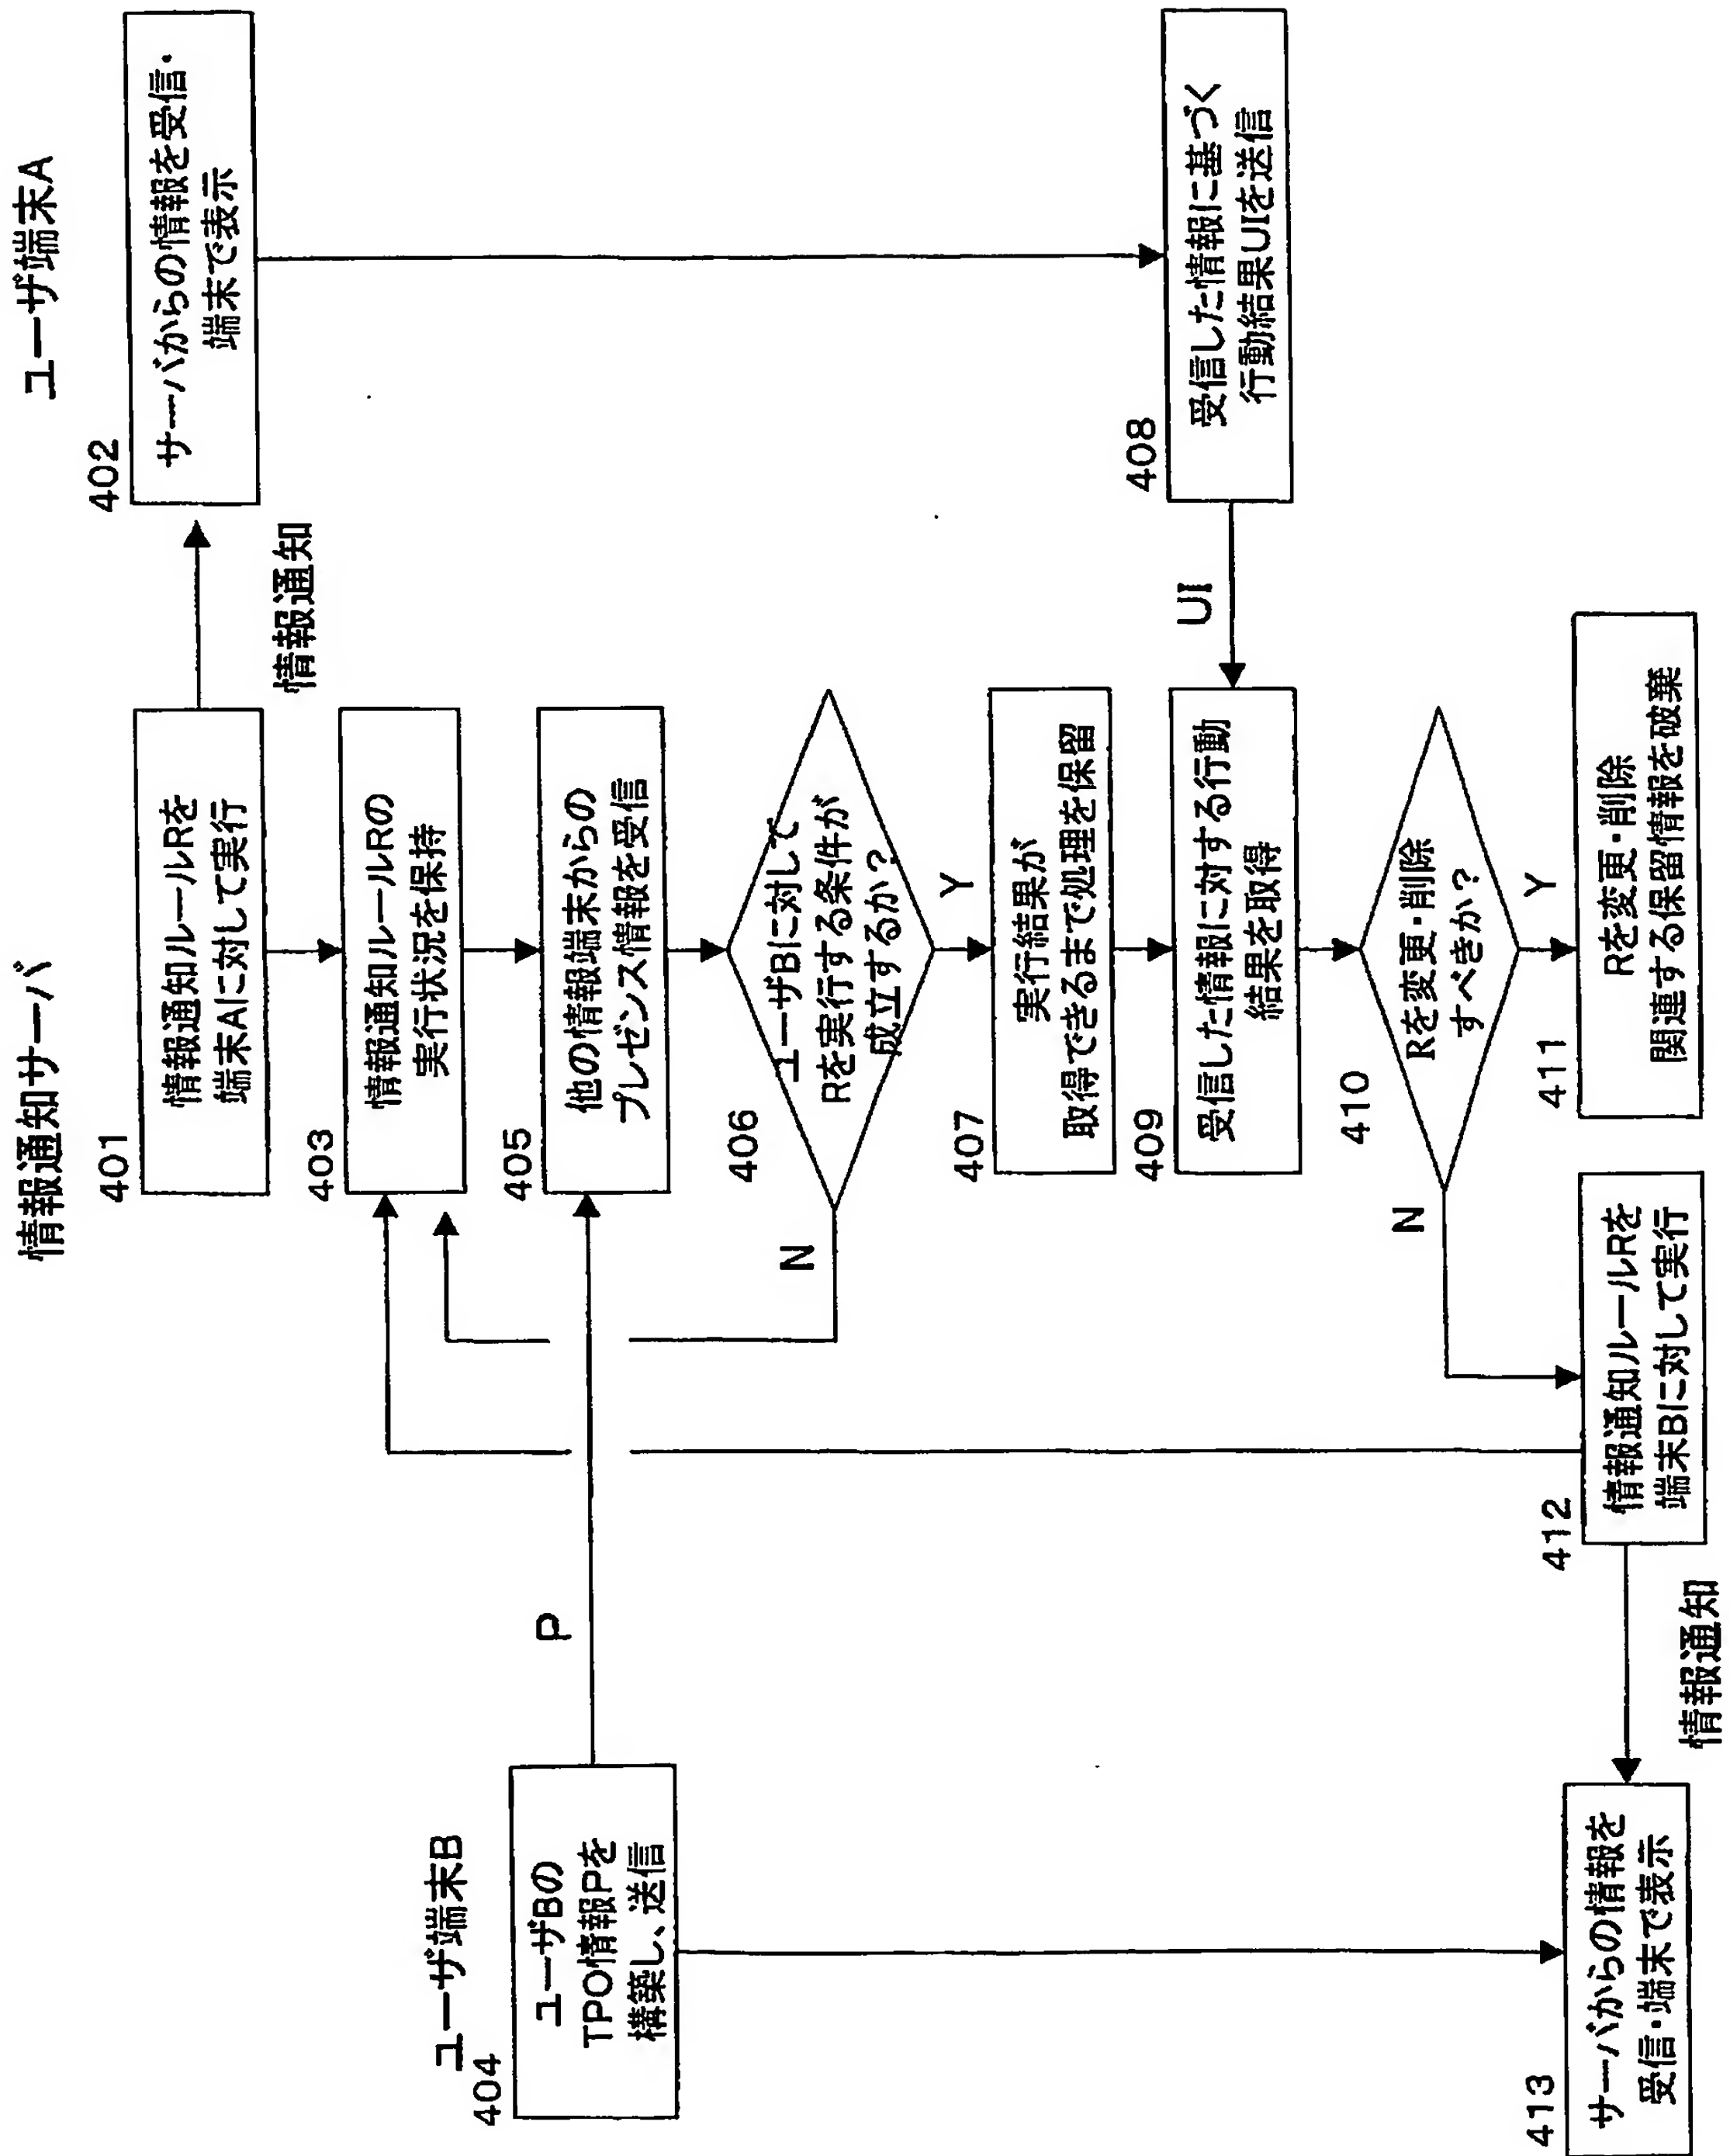 ユーザ端末B
情報通知サーバ
ユーザ端末A
401
情報通知ルールRを
端末Aに対して実行
情報通知
402
サーバからの情報を受信・
端末で表示
403
情報通知ルールRの
実行状況を保持
404
ユーザBの
TPO情報Pを
構築し、送信
P
405
他の情報端末からの
プレゼンス情報を受信
406
ユーザBに対して
Rを実行する条件が
成立するか?
N
Y
407
実行結果が
取得できるまで処理を保留
408
受信した情報に基づく
行動結果UIを送信
UI
409
受信した情報に対する行動
結果を取得
410
Rを変更・削除
すべきか?
N
Y
411
Rを変更・削除
関連する保留情報を破棄
412
情報通知ルールRを
端末Bに対して実行
情報通知
413
サーバからの情報を
受信・端末で表示